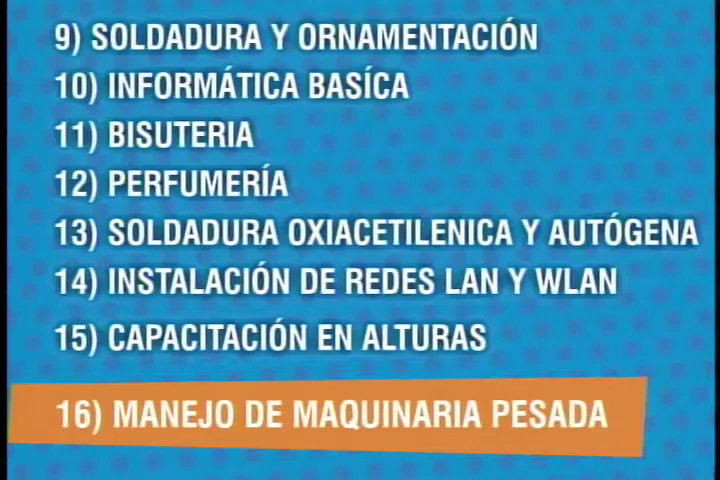 9) SOLDADURA Y ORNAMENTACIÓN
10) INFORMÁTICA BASÍCA
11) BISUTERIA
12) PERFUMERÍA
13) SOLDADURA OXIACETILENICA Y AUTÓGENA
14) INSTALACIÓN DE REDES LAN Y WLAN
15) CAPACITACIÓN EN ALTURAS
16) MANEJO DE MAQUINARIA PESADA